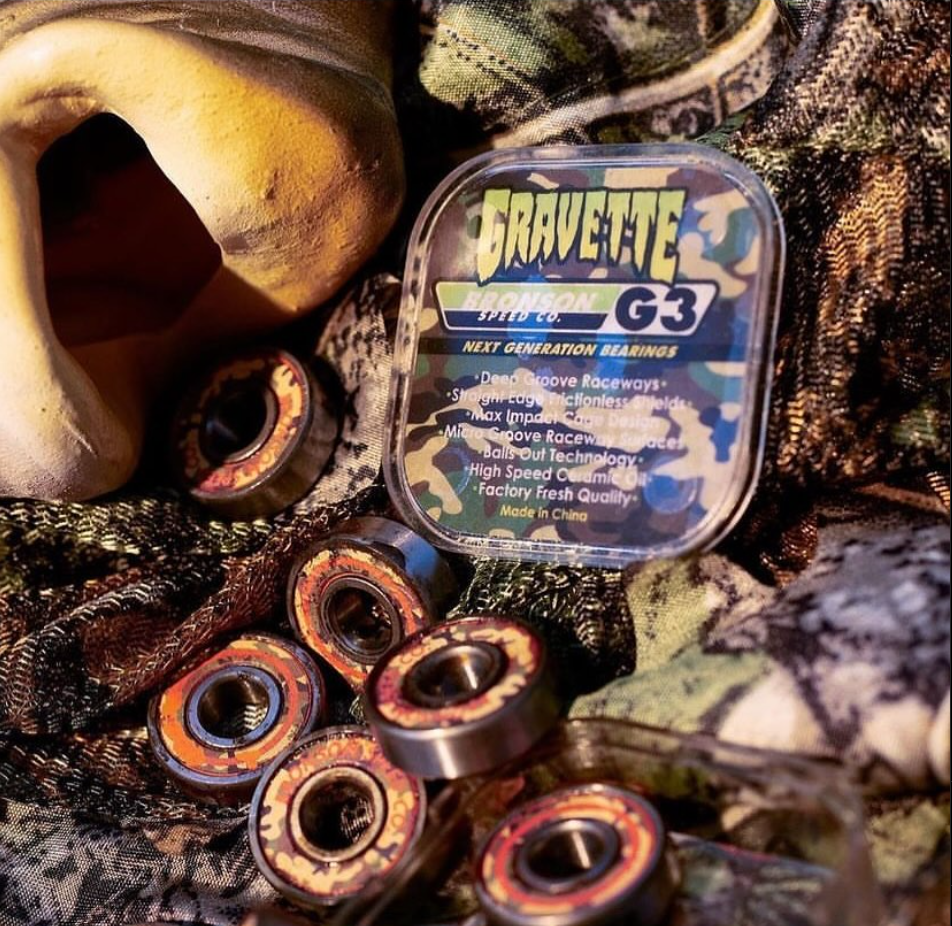 GRAVETTE
BRONSON G3
SPEED CO.
NEXT GENERATION BEARINGS
•Deep Groove Raceways•
•Straight Edge Frictionless Shields•
•Max Impact Cage Design•
•Micro Groove Raceway Surfaces•
•Balls Out Technology•
•High Speed Ceramic Oil•
•Factory Fresh Quality•
Made in China